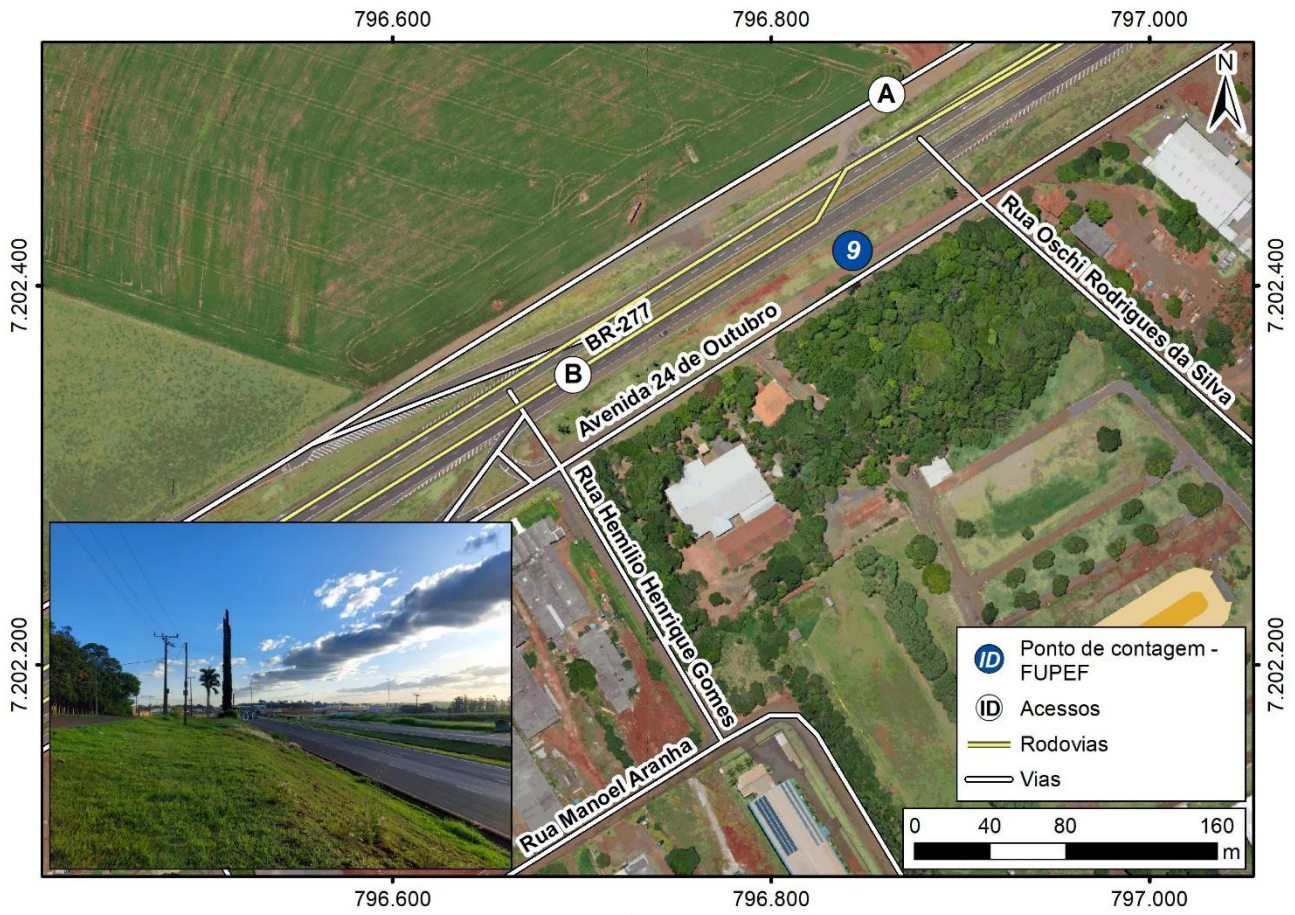 796.600
796.800
797.000
A
N
Rua Oschi Rodrigues da Silva
9
7.202.400
7.202.400
BR-277
B
Avenida 24 de Outubro
Rua Hemílio Henrique Gomes
7.202.200
7.202.200
Rua Manoel Aranha
ID
Ponto de contagem -
FUPEF
ID
Acessos
Rodovias
Vias
0 40 80 160
m
796.600
796.800
797.000